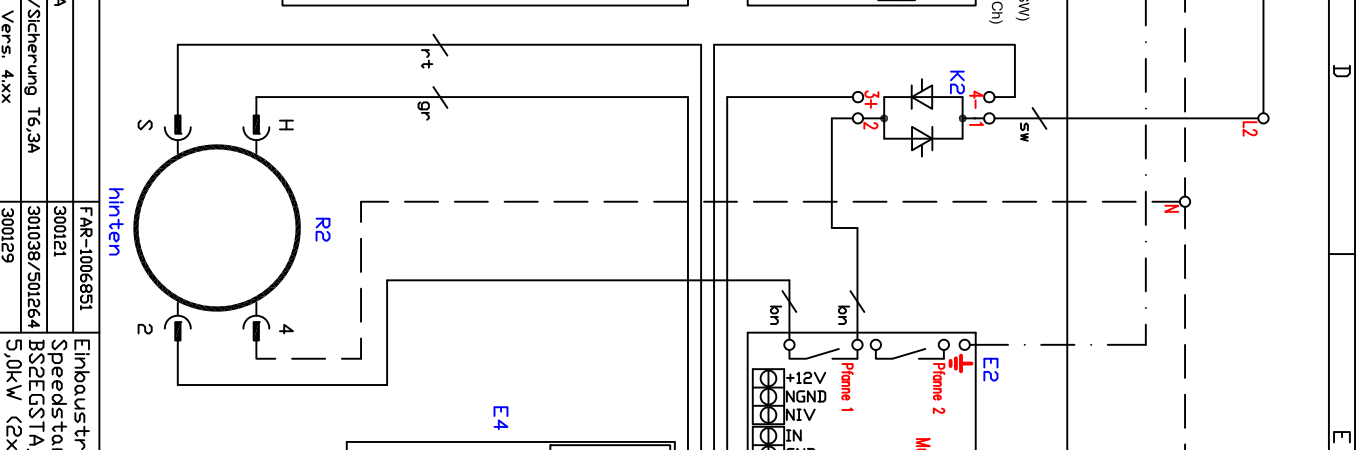 A
/Sicherung T6,3A
Vers. 4.xx
FAR-1006851
300121
301038/501264
300129
Einbaustr
Speedsta
BS2EGSTA
5,0kW (2x
hinten
S
H
2
4
R2
rt
gr
E4
SW)
Ch)
K2
3+
2
4-
1
sw
L2
N
bn
bn
E2
Pfanne 1
Pfanne 2
+12V
NGND
NIV
IN
D
E